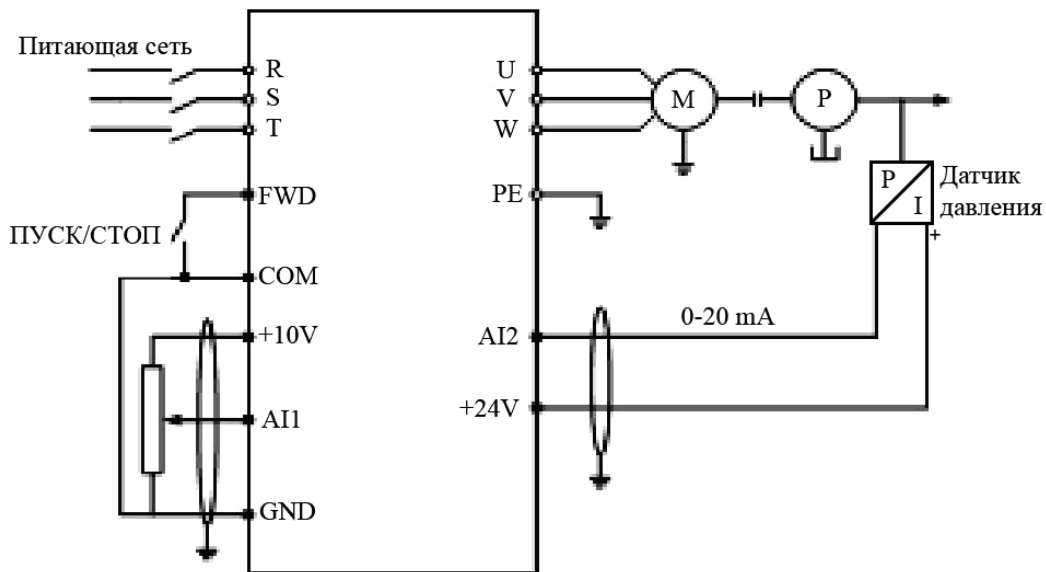 Питающая сеть
R
S
T
FWD
ПУСК/СТОП
COM
+10V
AI1
GND
U
V
W
PE
M
P
P
I
Датчик
давления
+
0-20 mA
AI2
+24V